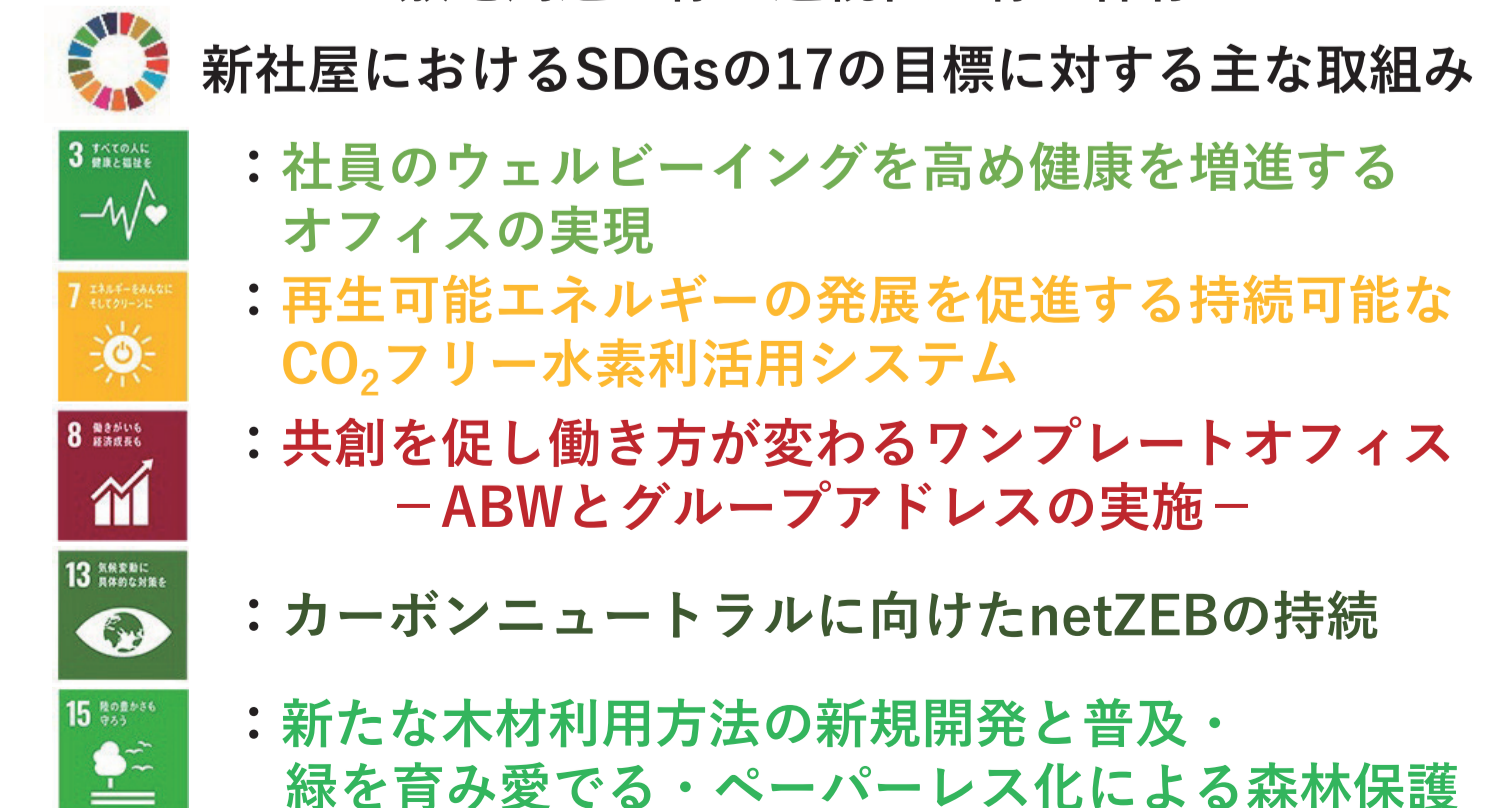 新社屋におけるSDGsの17の目標に対する主な取組み
3 すべての人に
健康と福祉を
：社員のウェルビーイングを高め健康を増進する
オフィスの実現
7 エネルギーをみんなに
そしてクリーンに
：再生可能エネルギーの発展を促進する持続可能な
CO₂フリー水素利活用システム
8 働きがいも
経済成長も
：共創を促し働き方が変わるワンプレートオフィス
－ABWとグループアドレスの実施－
13 気候変動に
具体的な対策を
：カーボンニュートラルに向けたnetZEBの持続
15 陸の豊かさも
守ろう
：新たな木材利用方法の新規開発と普及・
緑を育み愛でる・ペーパーレス化による森林保護